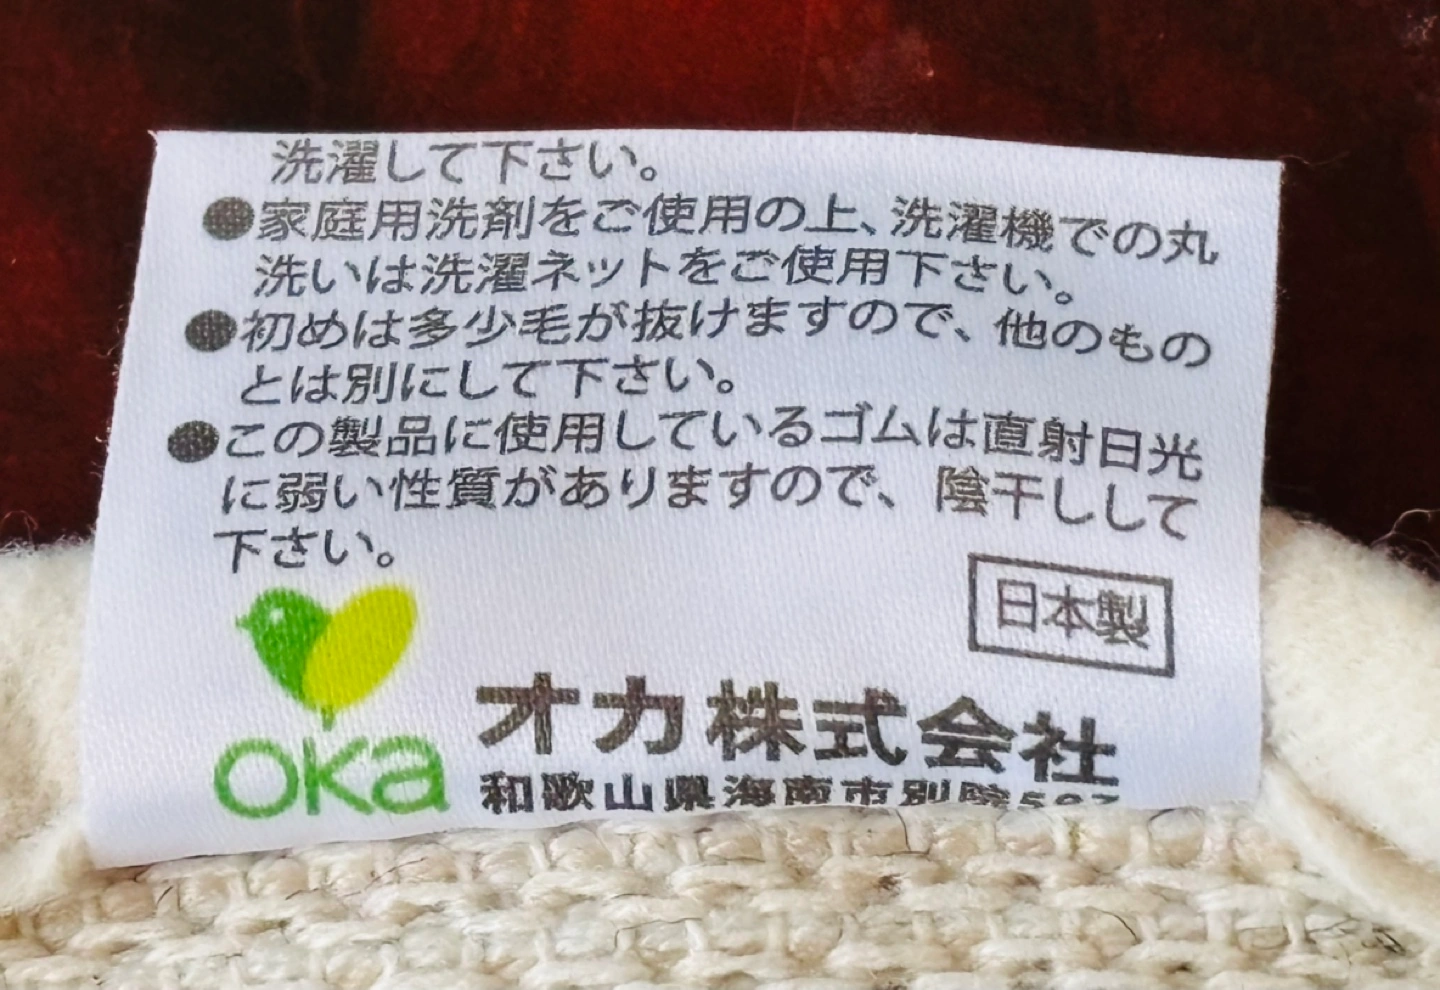 洗濯して下さい。
●家庭用洗剤をご使用の上、洗濯機での丸
洗いは洗濯ネットをご使用下さい。
●初めは多少毛が抜けますので、他のもの
とは別にして下さい。
●この製品に使用しているゴムは直射日光
に弱い性質がありますので、陰干しして
下さい。
日本製
オカ株式会社
oka
和歌山県海南市別院